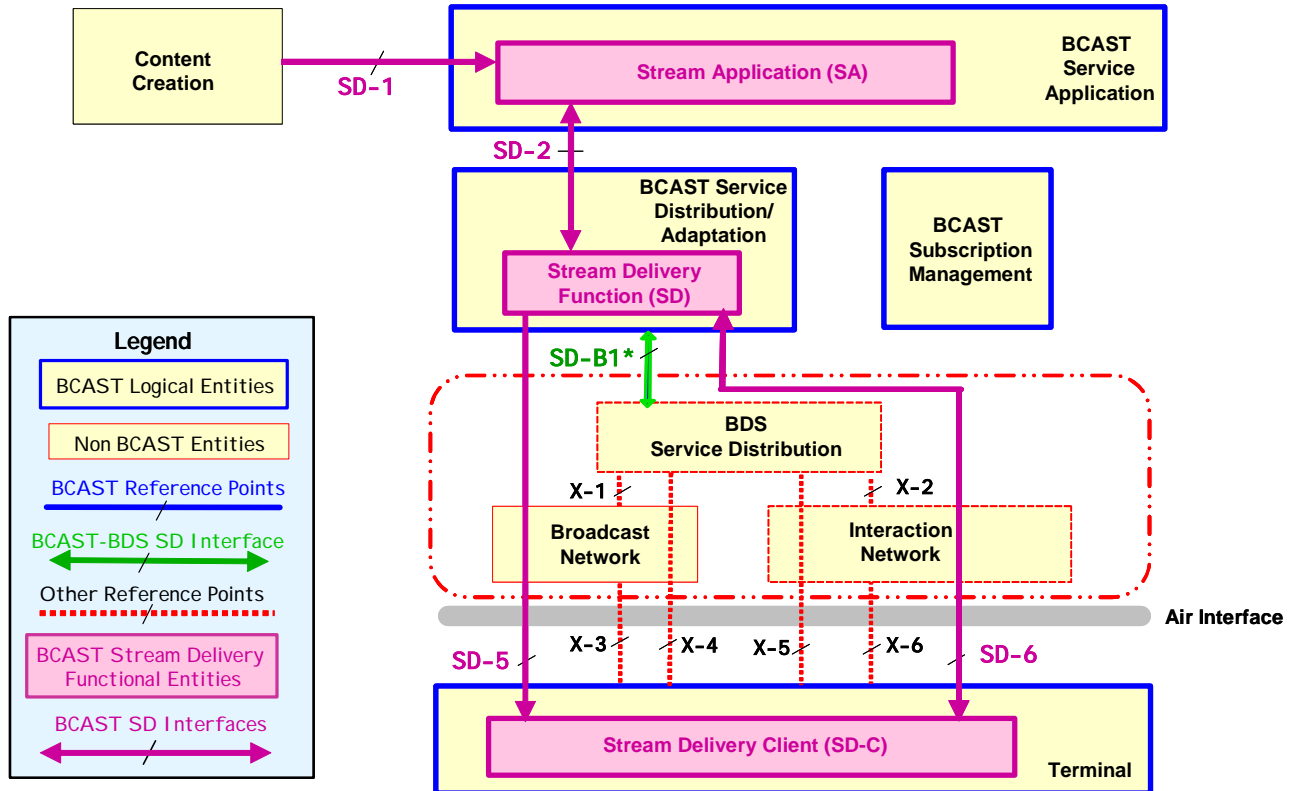 Content
Creation
SD-1
Stream Application (SA)
BCAST
Service
Application
SD-2
BCAST Service
Distribution/
Adaptation
Stream Delivery
Function (SD)
BCAST
Subscription
Management
Legend
BCAST Logical Entities
Non BCAST Entities
BCAST Reference Points
BCAST-BDS SD Interface
Other Reference Points
BCAST Stream Delivery
Functional Entities
BCAST SD Interfaces
SD-B1*
BDS
Service Distribution
X-1
X-2
Broadcast
Network
Interaction
Network
Air Interface
SD-5
X-3
X-4
X-5
X-6
SD-6
Stream Delivery Client (SD-C)
Terminal